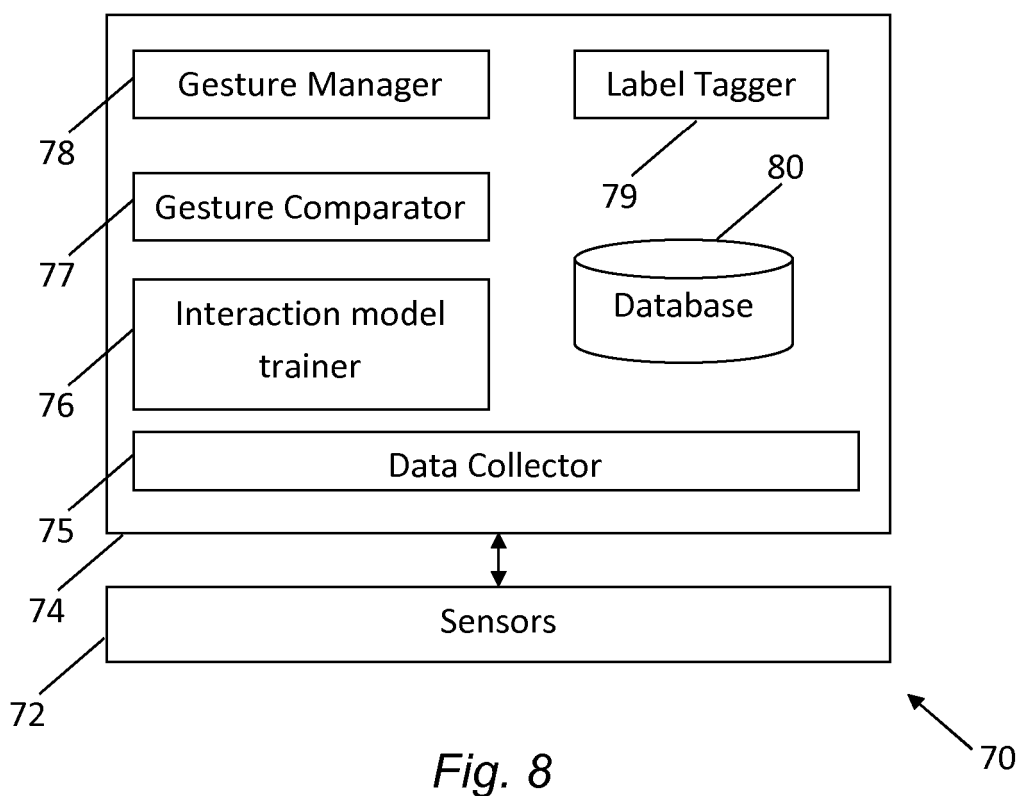 Gesture Manager
Label Tagger
78
79
80
Gesture Comparator
77
Database
Interaction model
trainer
76
Data Collector
75
74
Sensors
72
70
Fig. 8